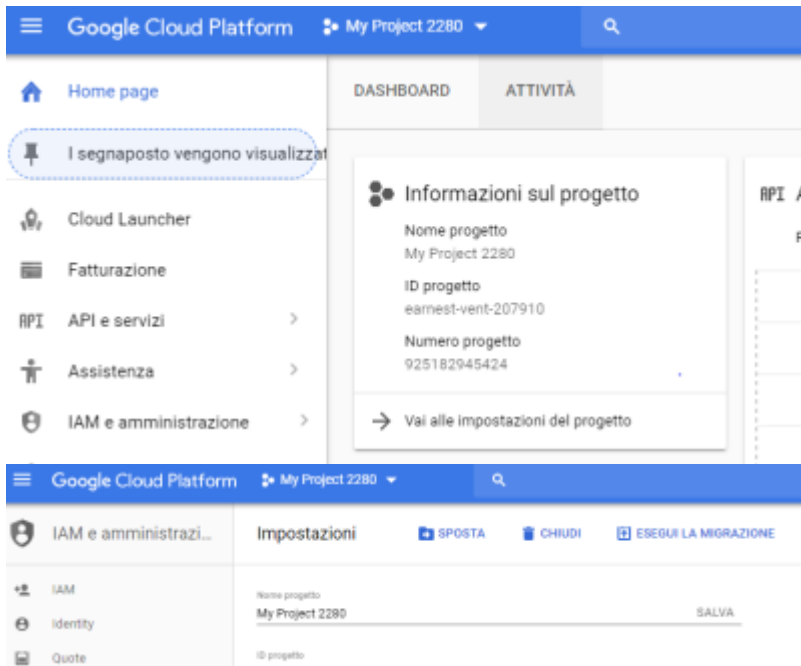 Google Cloud Platform My Project 2280
Home page
DASHBOARD ATTIVITÀ
I segnaposto vengono visualizzat
Informazioni sul progetto
API A
Cloud Launcher
Nome progetto
My Project 2280
Fatturazione
ID progetto
earnest-vent-207910
API API e servizi
Numero progetto
925182945424
Assistenza
IAM e amministrazione
Vai alle impostazioni del progetto
Google Cloud Platform My Project 2280
IAM e amministrazi...
Impostazioni SPOSTA CHIUDI ESEGUI LA MIGRAZIONE
IAM
Nome progetto
My Project 2280 SALVA
Identity
Quote
ID progetto